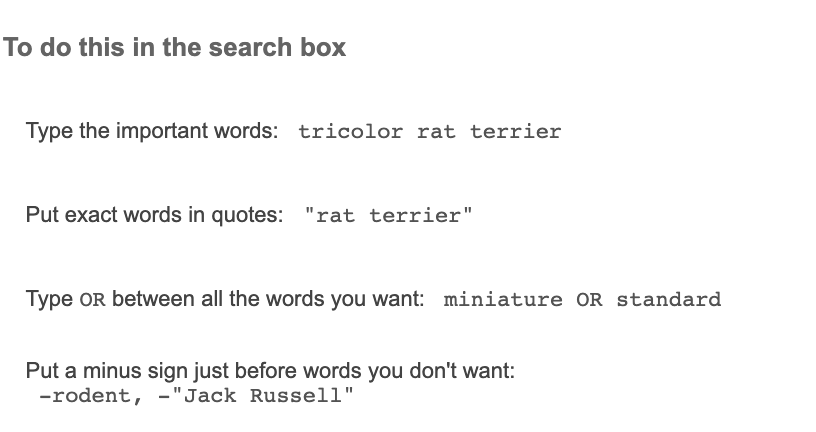 To do this in the search box
Type the important words: tricolor rat terrier
Put exact words in quotes: "rat terrier"
Type OR between all the words you want: miniature OR standard
Put a minus sign just before words you don't want:
-rodent, -"Jack Russell"